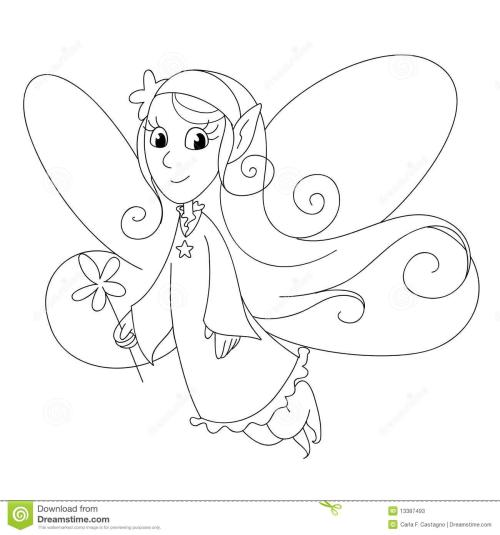 Download from
Dreamstime.com
This watermarked comp image is for previewing purposes only.
13387493
Carla F. Castagno | Dreamstime.com